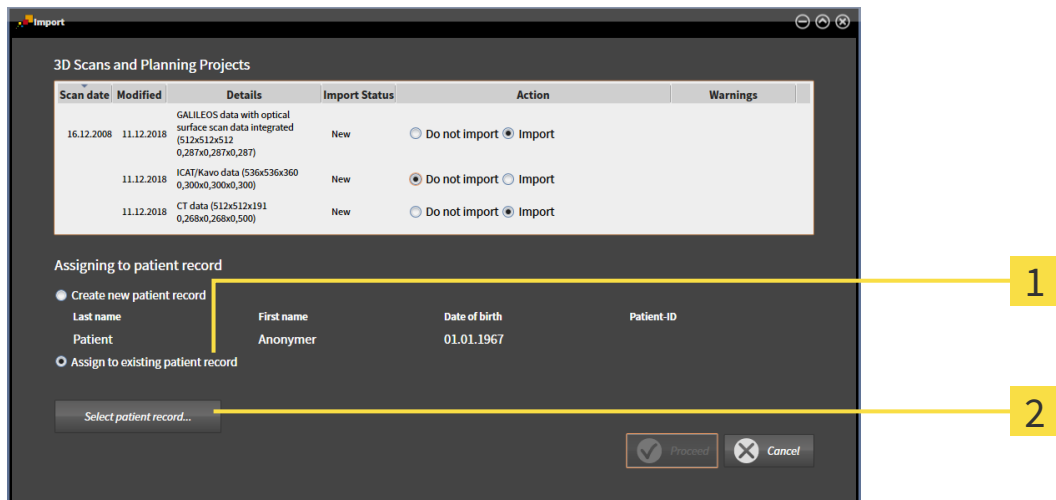 Import
3D Scans and Planning Projects
Scan date Modified Details Import Status Action Warnings
GALILEOS data with optical
surface scan data integrated
16.12.2008 11.12.2018 (512x512x512 New Do not import Import
0,287x0,287x0,287)
ICAT/Kavo data (536x536x360
11.12.2018 0,300x0,300x0,300) New Do not import Import
CT data (512x512x191
11.12.2018 0,268x0,268x0,500) New Do not import Import
Assigning to patient record
1
Create new patient record
Last name First name Date of birth Patient-ID
Patient Anonymer 01.01.1967
Assign to existing patient record
Select patient record...
2
Proceed Cancel